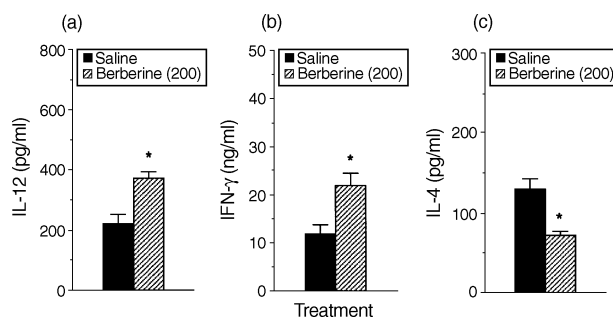 (a)
800
600
400
200
0
IL-12 (pg/ml)
Saline
Berberine (200)
*
(b)
50
40
30
20
10
0
IFN-γ (ng/ml)
Saline
Berberine (200)
*
Treatment
(c)
300
200
100
0
IL-4 (pg/ml)
Saline
Berberine (200)
*